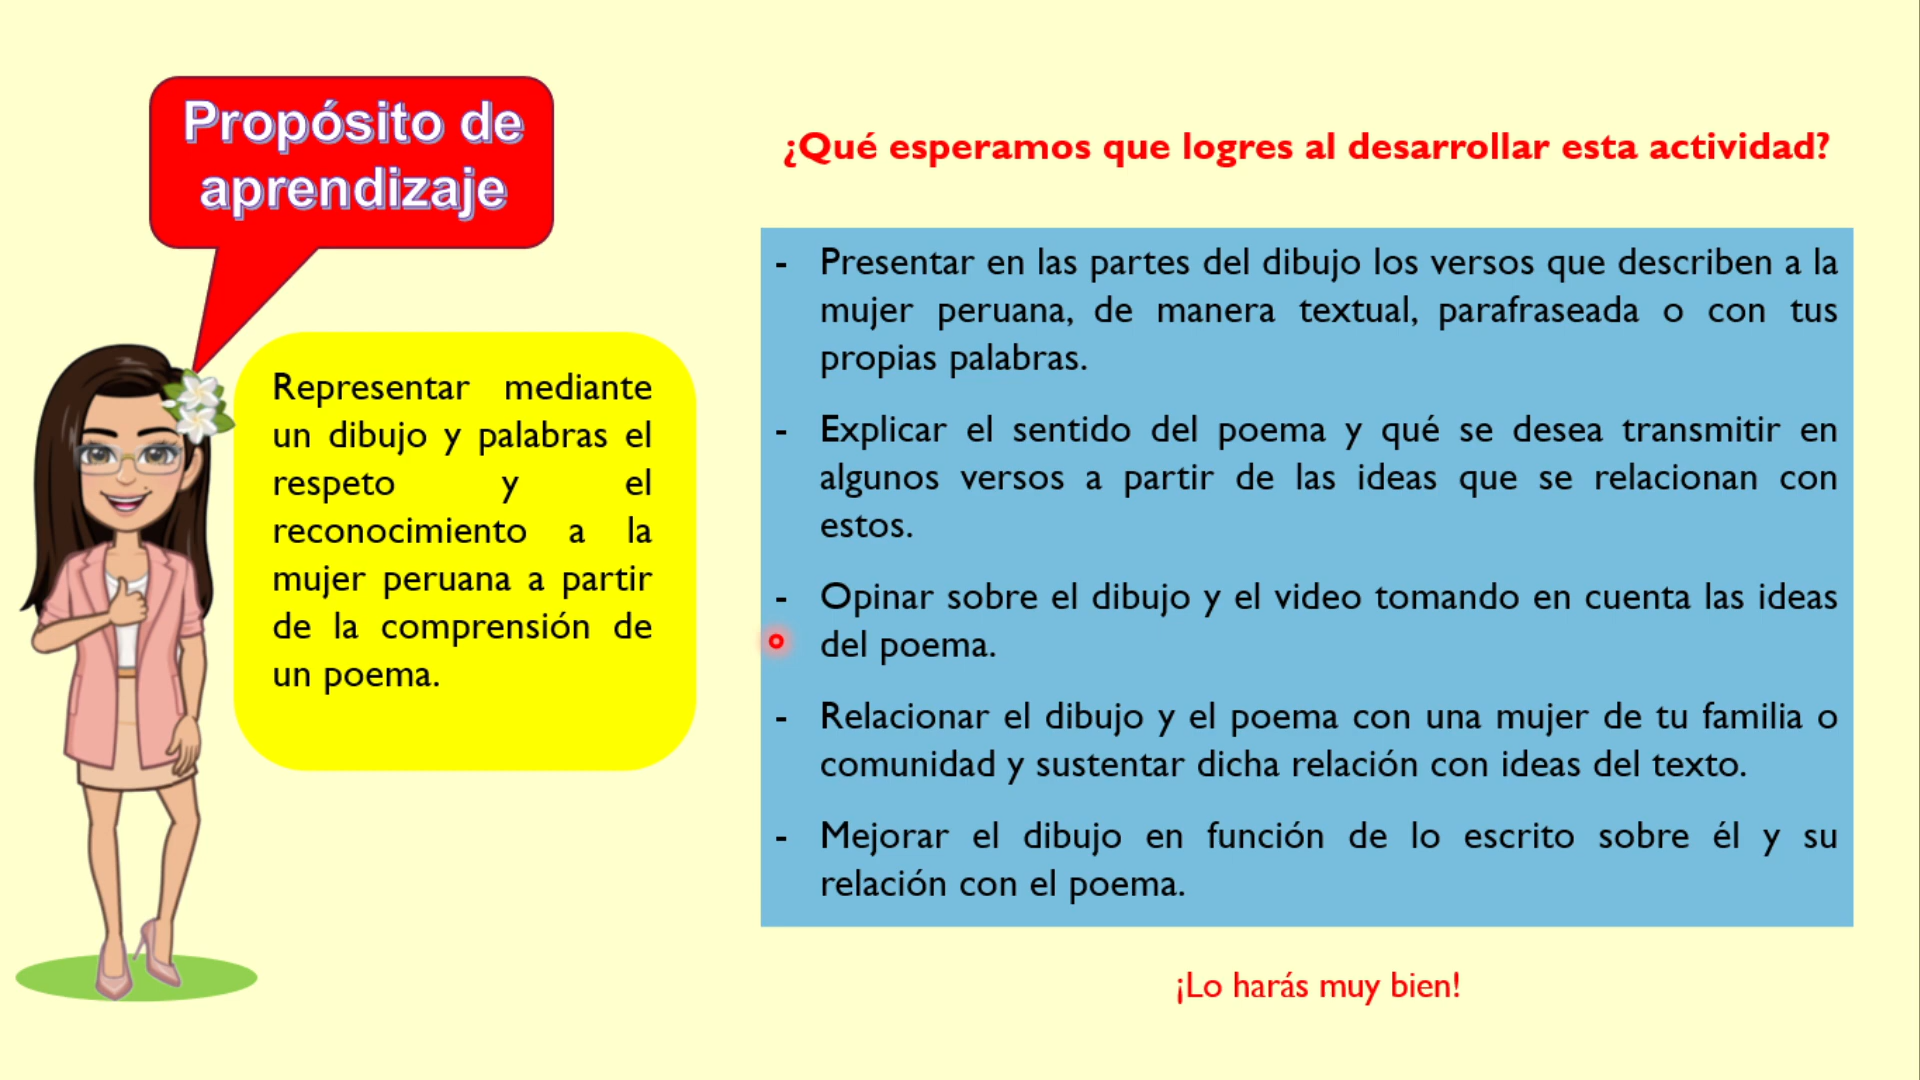 Propósito de
aprendizaje
Representar mediante
un dibujo y palabras el
respeto y el
reconocimiento a la
mujer peruana a partir
de la comprensión de
un poema.
¿Qué esperamos que logres al desarrollar esta actividad?
- Presentar en las partes del dibujo los versos que describen a la
mujer peruana, de manera textual, parafraseada o con tus
propias palabras.
- Explicar el sentido del poema y qué se desea transmitir en
algunos versos a partir de las ideas que se relacionan con
estos.
- Opinar sobre el dibujo y el video tomando en cuenta las ideas
del poema.
- Relacionar el dibujo y el poema con una mujer de tu familia o
comunidad y sustentar dicha relación con ideas del texto.
- Mejorar el dibujo en función de lo escrito sobre él y su
relación con el poema.
¡Lo harás muy bien!